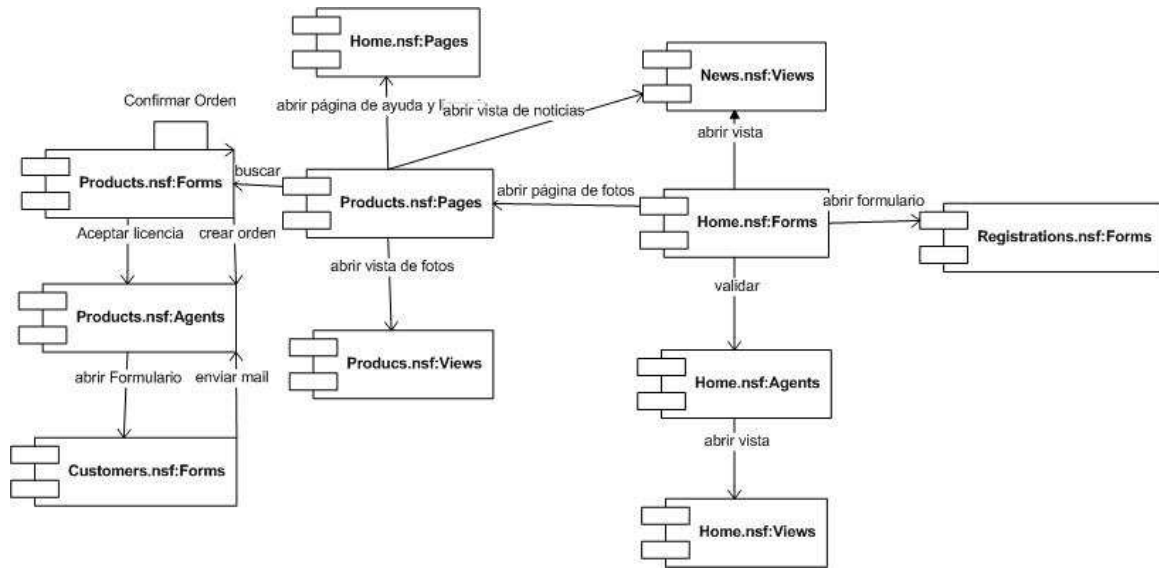 Home.nsf:Pages
News.nsf:Views
Confirmar Orden
abrir página de ayuda y
abrir vista de noticias
abrir vista
Products.nsf:Forms
buscar
Products.nsf:Pages
abrir página de fotos
Home.nsf:Forms
abrir formulario
Registrations.nsf:Forms
Aceptar licencia
crear orden
abrir vista de fotos
validar
Products.nsf:Agents
Producs.nsf:Views
Home.nsf:Agents
abrir Formulario
enviar mail
abrir vista
Customers.nsf:Forms
Home.nsf:Views